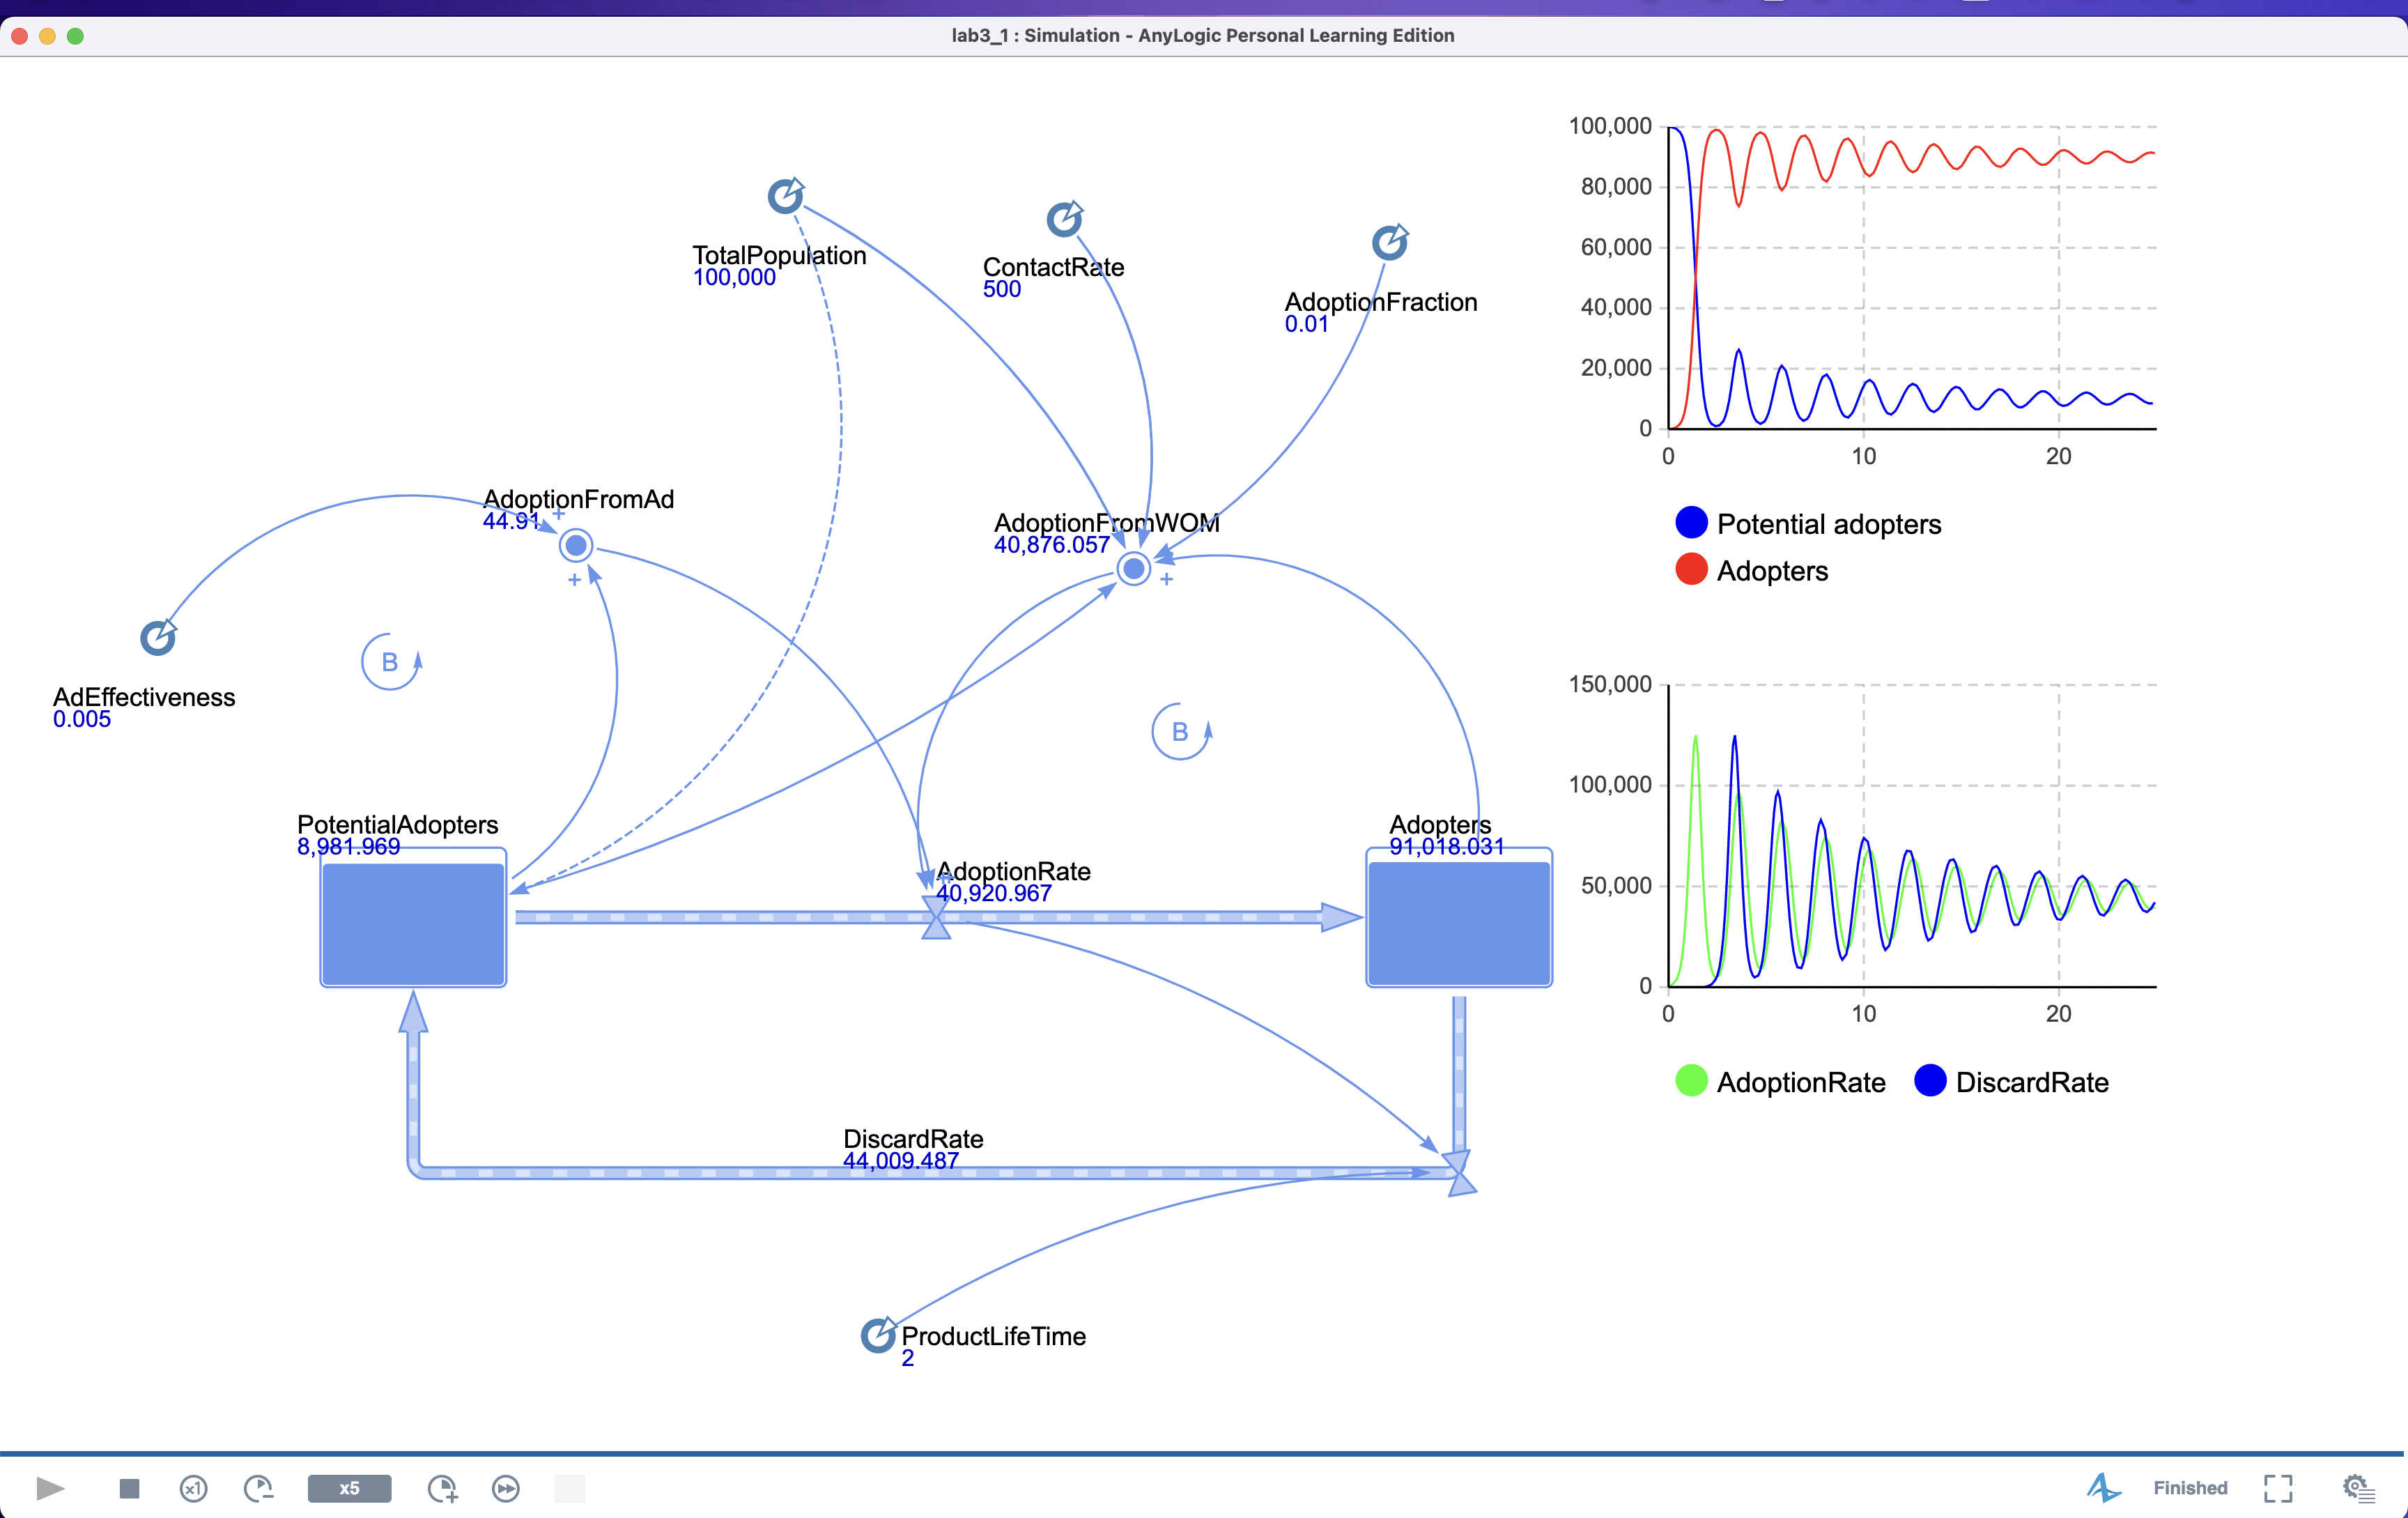 lab3_1 : Simulation - AnyLogic Personal Learning Edition
TotalPopulation
100,000
ContactRate
500
AdoptionFraction
0.01
AdoptionFromAd
44.91
+
+
AdoptionFromWOM
40,876.057
+
AdEffectiveness
0.005
B
B
PotentialAdopters
8,981.969
AdoptionRate
40,920.967
Adopters
91,018.031
DiscardRate
44,009.487
ProductLifeTime
2
100,000
80,000
60,000
40,000
20,000
0
0 10 20
Potential adopters
Adopters
150,000
100,000
50,000
0
0 10 20
AdoptionRate DiscardRate
x1 x5 Finished